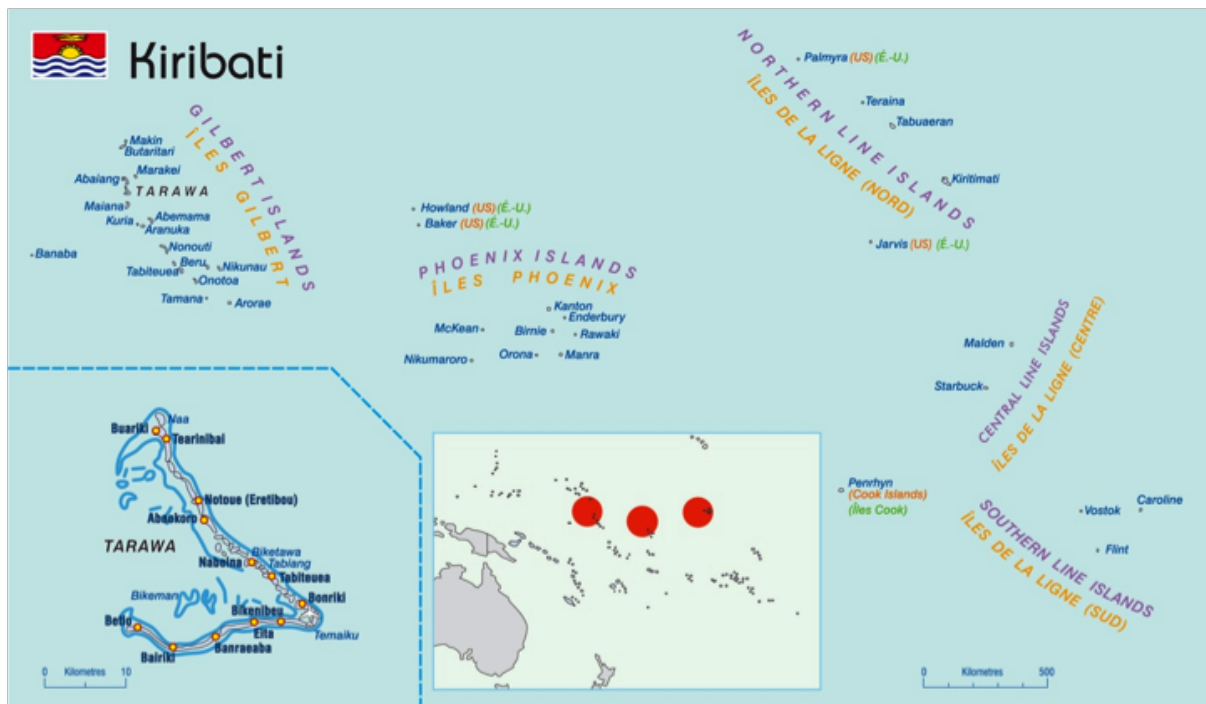 Kiribati
GILBERT ISLANDS
ÎLES GILBERT
Makin
Butaritari
Marakei
Abaiang
TARAWA
Maiana
Abemama
Kuria
Aranuka
Banaba
Nonouti
Beru
Nikunau
Tabiteuea
Onotoa
Tamana
Arorae
Howland (US) (É.-U.)
Baker (US) (É.-U.)
PHOENIX ISLANDS
ÎLES PHOENIX
Kanton
Enderbury
McKean
Birnie
Rawaki
Nikumaroro
Orona
Manra
NORTHERN LINE ISLANDS
ÎLES DE LA LIGNE (NORD)
Palmyra (US) (É.-U.)
Teraina
Tabuaeran
Kiritimati
Jarvis (US) (É.-U.)
CENTRAL LINE ISLANDS
ÎLES DE LA LIGNE (CENTRE)
Malden
Starbuck
Penrhyn
(Cook Islands)
(Îles Cook)
SOUTHERN LINE ISLANDS
ÎLES DE LA LIGNE (SUD)
Vostok
Caroline
Flint
0 Kilometres 500
Naa
Buariki
Tearinibai
Notoue (Eretibou)
Abaokoro
TARAWA
Biketawa
Nabeina
Tabiang
Tabiteuea
Bikeman
Bonriki
Bikenibeu
Betio
Eita
Temaiku
Banraeaba
Bairiki
0 Kilometres 10